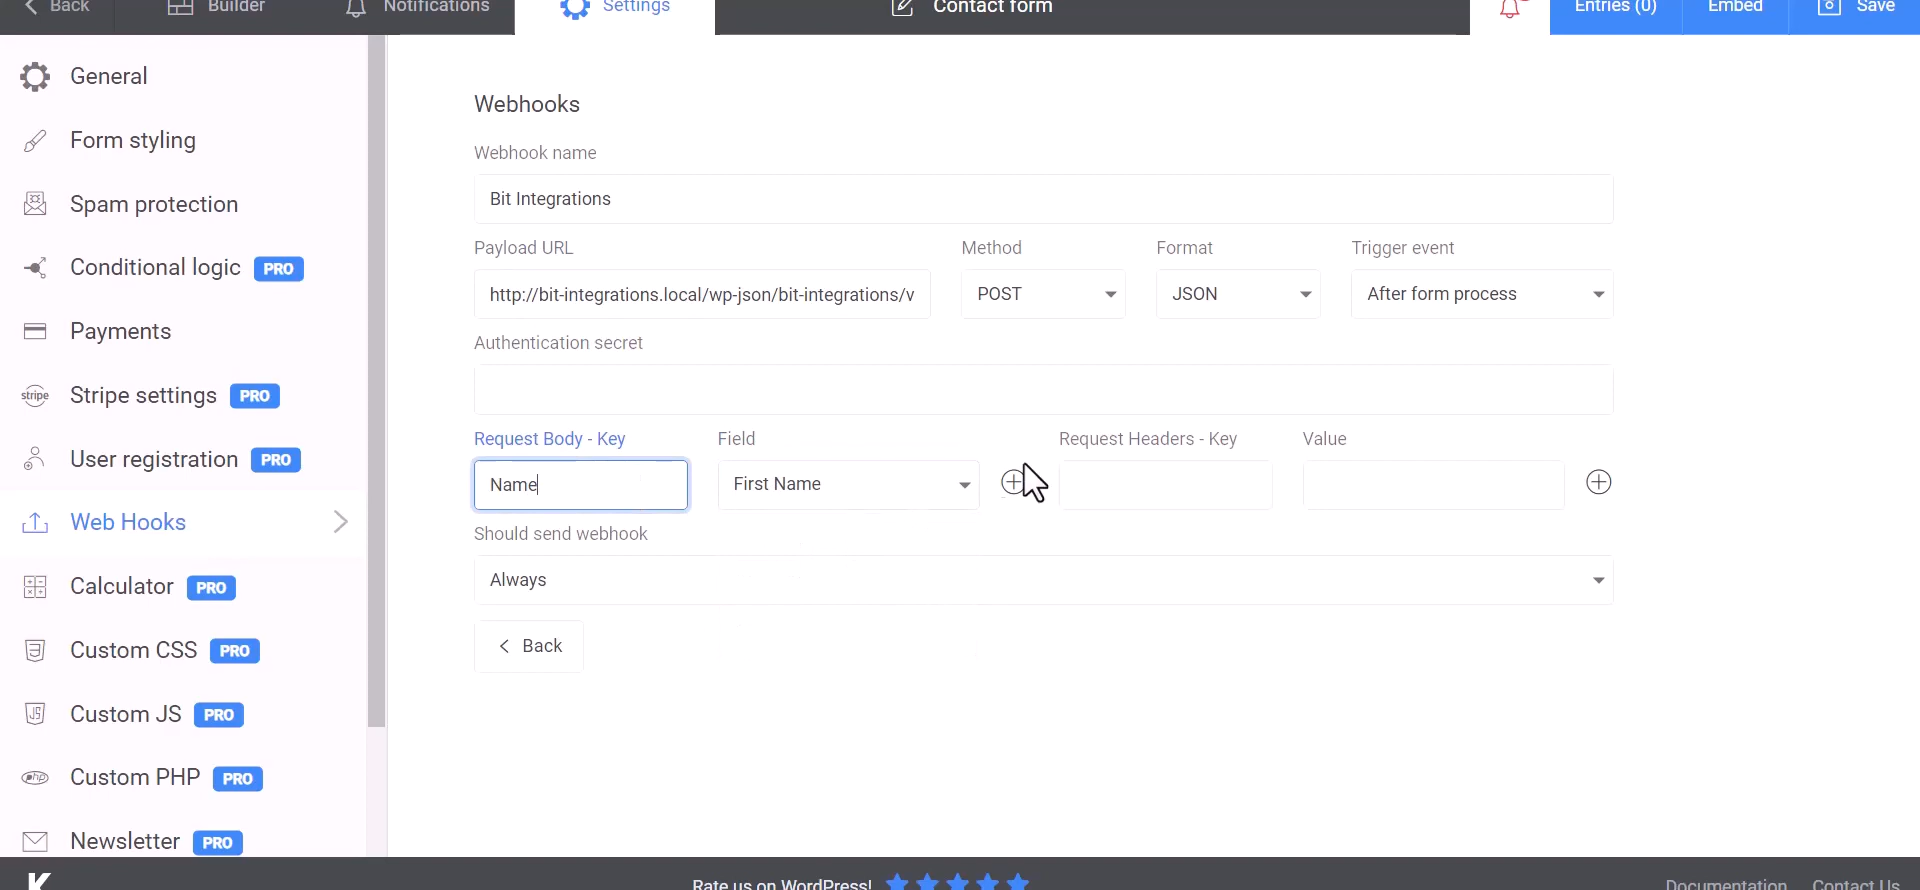 Back
Builder
Notifications
Settings
Contact form
Entries (0)
Embed
Save
General
Form styling
Spam protection
Conditional logic PRO
Payments
stripe Stripe settings PRO
User registration PRO
Web Hooks
Calculator PRO
Custom CSS PRO
JS Custom JS PRO
php Custom PHP PRO
Newsletter PRO
Webhooks
Webhook name
Bit Integrations
Payload URL Method Format Trigger event
http://bit-integrations.local/wp-json/bit-integrations/v POST JSON After form process
Authentication secret
Request Body - Key Field Request Headers - Key Value
Name First Name
Should send webhook
Always
Back
Rate us on WordPress!
Documentation Contact Us